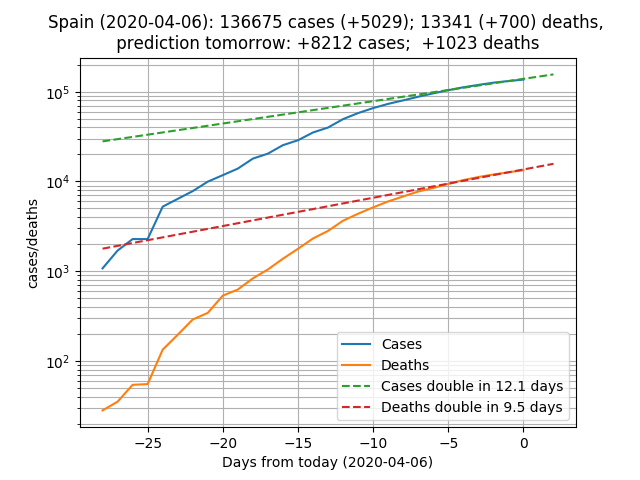 Spain (2020-04-06): 136675 cases (+5029); 13341 (+700) deaths,
prediction tomorrow: +8212 cases;  +1023 deaths
10^5
10^4
10^3
10^2
cases/deaths
Cases
Deaths
Cases double in 12.1 days
Deaths double in 9.5 days
−25 −20 −15 −10 −5 0
Days from today (2020-04-06)